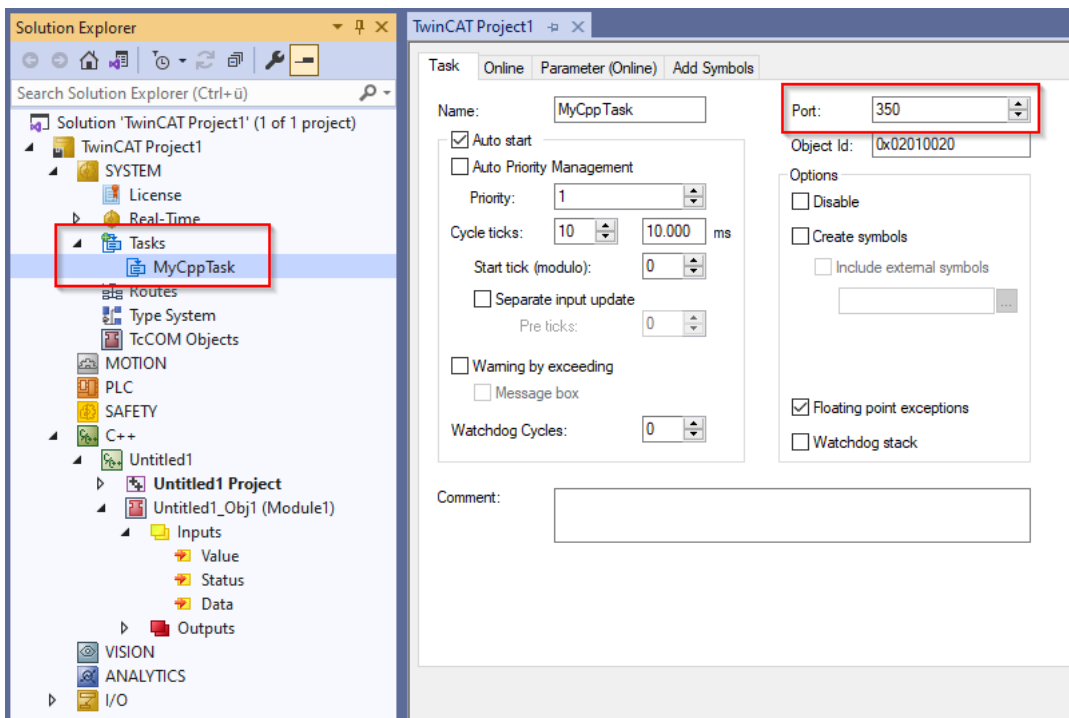 Solution Explorer
Search Solution Explorer (Ctrl+ü)
Solution 'TwinCAT Project1' (1 of 1 project)
TwinCAT Project1
SYSTEM
License
Real-Time
Tasks
MyCppTask
Routes
Type System
TcCOM Objects
MOTION
PLC
SAFETY
C++
Untitled1
Untitled1 Project
Untitled1_Obj1 (Module1)
Inputs
Value
Status
Data
Outputs
VISION
ANALYTICS
I/O
TwinCAT Project1
Task Online Parameter (Online) Add Symbols
Name: MyCppTask
Auto start
Auto Priority Management
Priority: 1
Cycle ticks: 10 10.000 ms
Start tick (modulo): 0
Separate input update
Pre ticks: 0
Warning by exceeding
Message box
Watchdog Cycles: 0
Port: 350
Object Id: 0x02010020
Options
Disable
Create symbols
Include external symbols
...
Floating point exceptions
Watchdog stack
Comment: